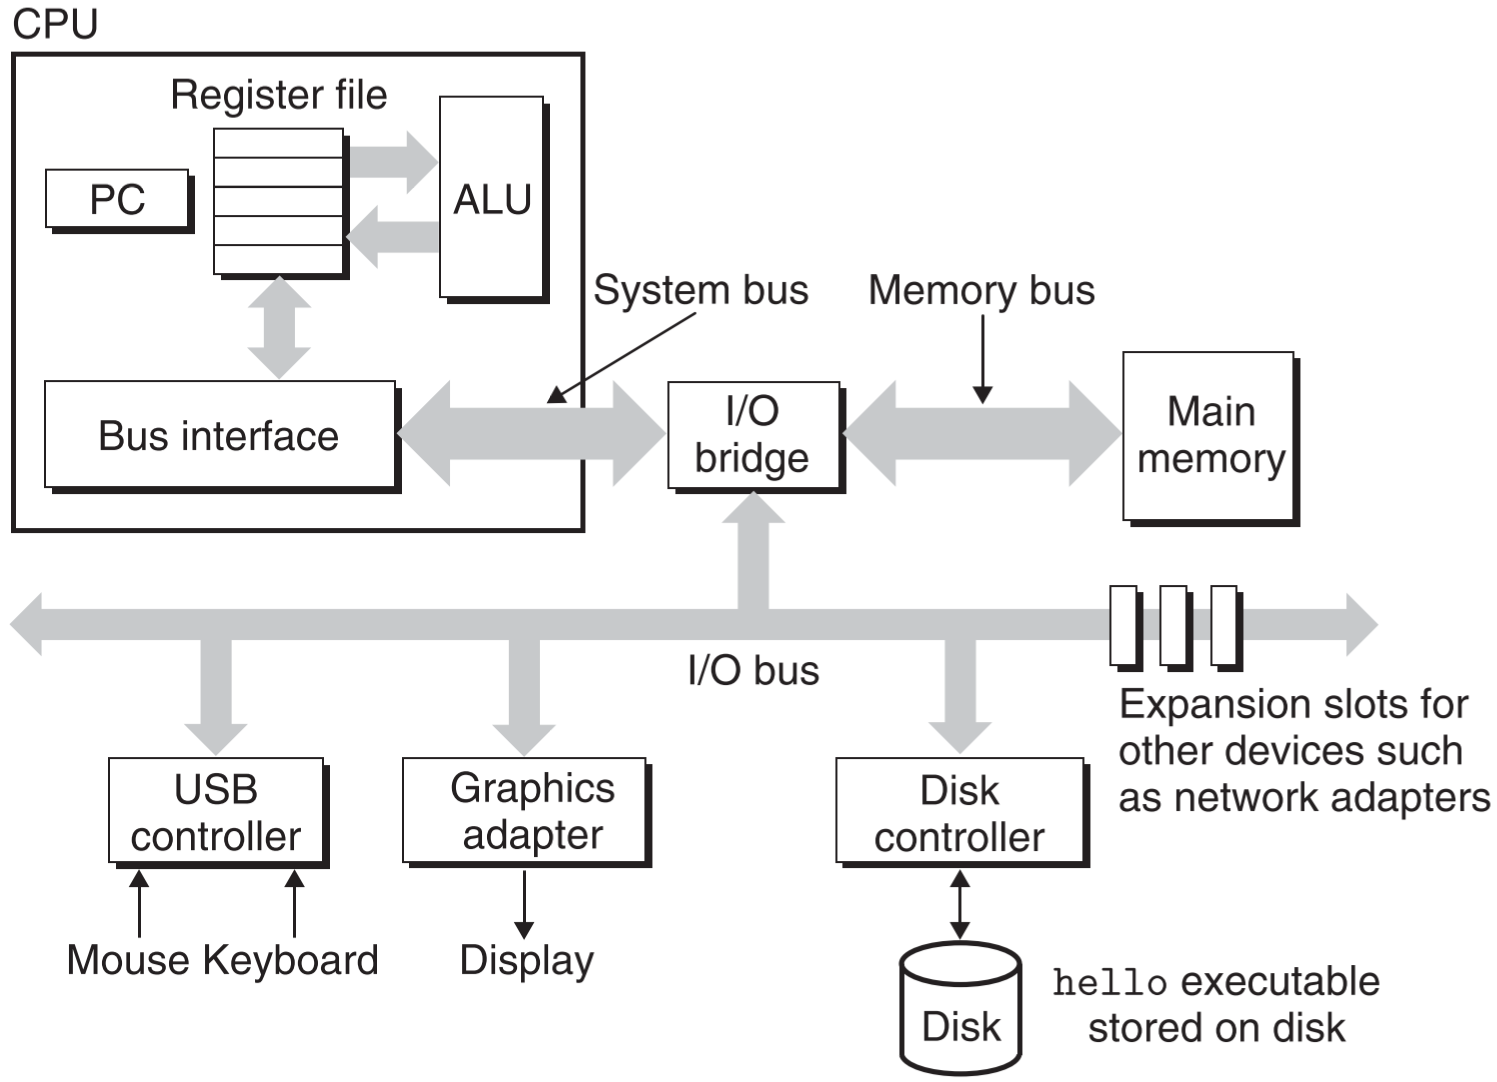 CPU
Register file
PC
ALU
System bus
Memory bus
Bus interface
I/O
bridge
Main
memory
I/O bus
Expansion slots for
other devices such
as network adapters
USB
controller
Graphics
adapter
Disk
controller
Mouse Keyboard
Display
Disk
hello executable
stored on disk